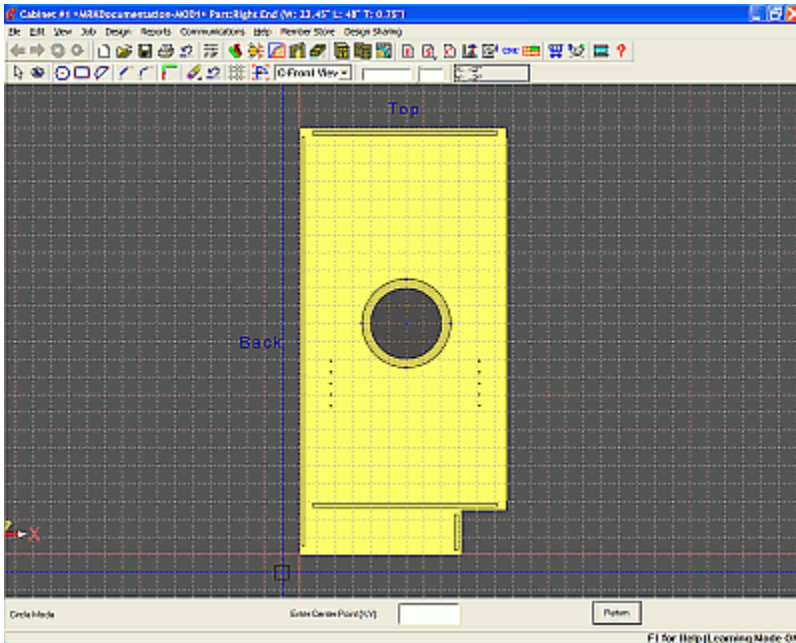 Cabinet #1 *MRKDocumentation-MOD1* Part:Right End (W: 23.45" L: 48" T: 0.75")
File Edit View Job Design Reports Communications Help Member Store Design Sharing
0-Front View
Top
Back
X
Circle Mode
Enter Center Point(X,Y)
Return
F1 for Help(Learning Mode